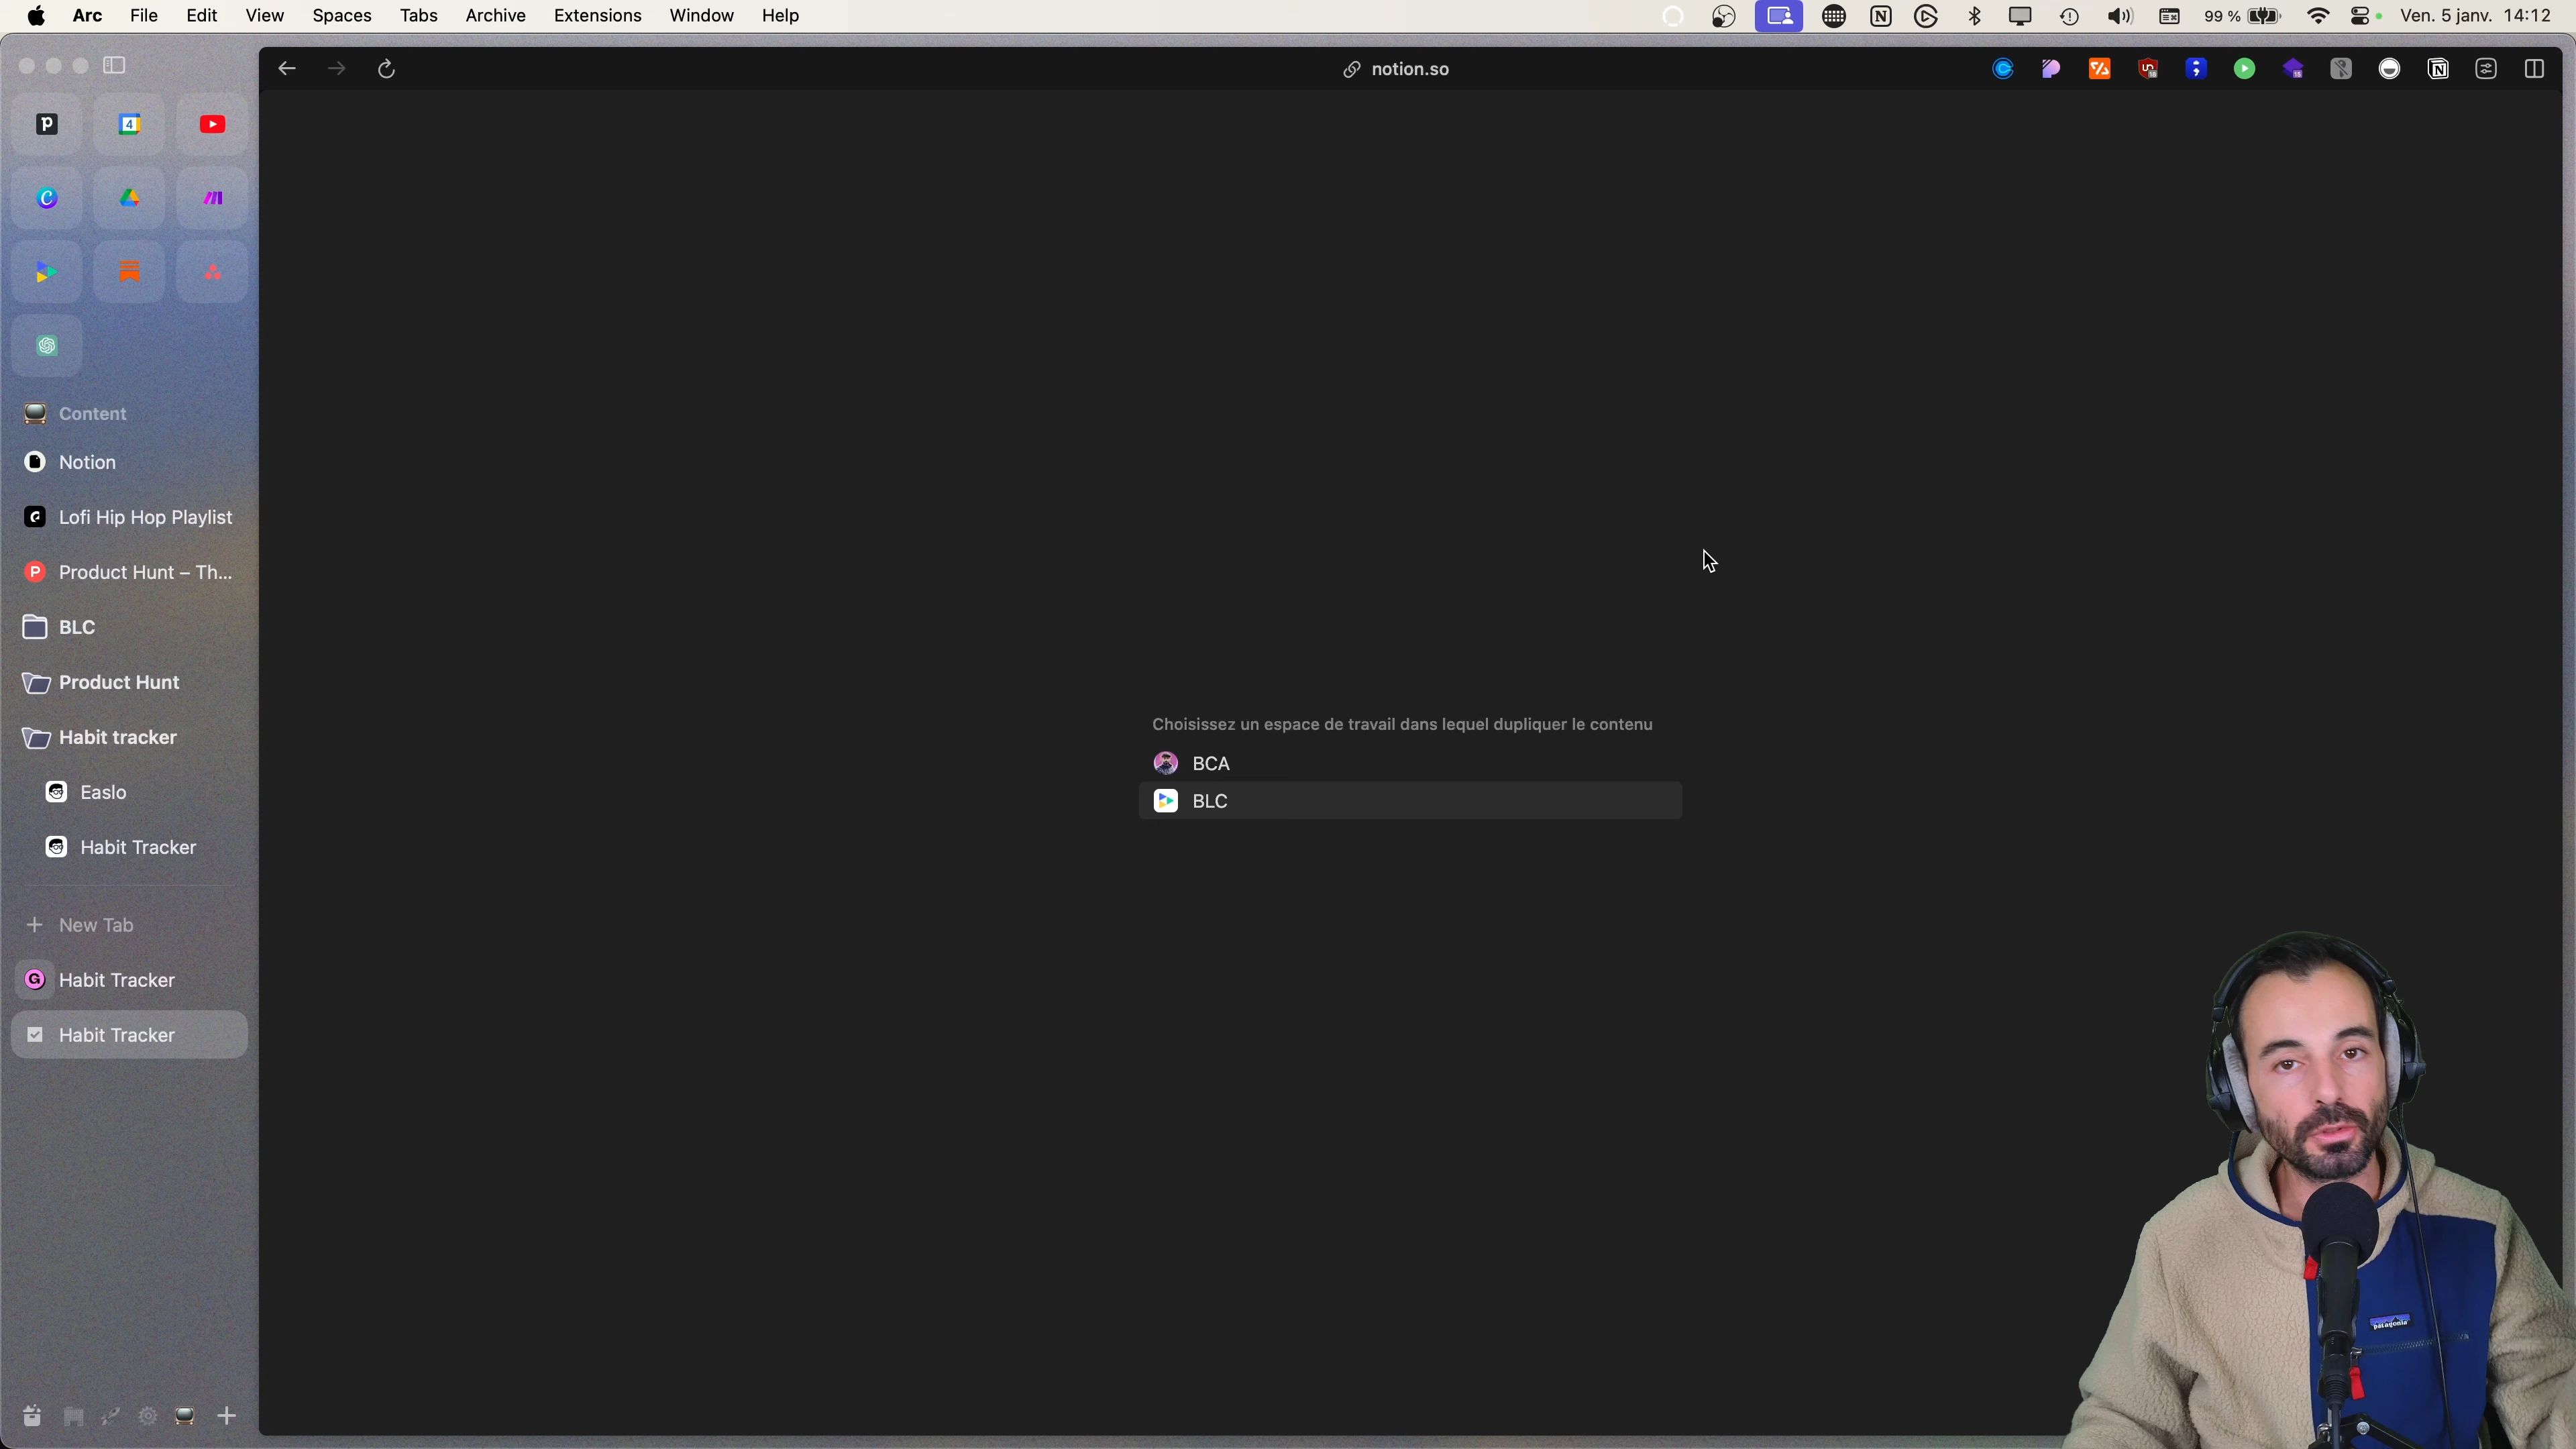 Arc File Edit View Spaces Tabs Archive Extensions Window Help 99 % Ven. 5 janv. 14:12
notion.so
Content
Notion
Lofi Hip Hop Playlist
Product Hunt – Th...
BLC
Product Hunt
Habit tracker
Easlo
Habit Tracker
New Tab
Habit Tracker
Habit Tracker
Choisissez un espace de travail dans lequel dupliquer le contenu
BCA
BLC
patagonia